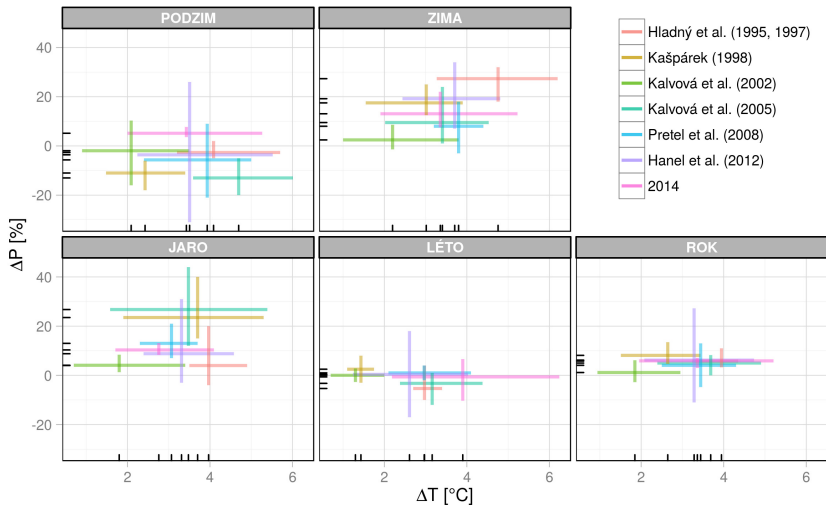 PODZIM
ZIMA
40
20
0
-20
Hladný et al. (1995, 1997)
Kašpárek (1998)
Kalvová et al. (2002)
Kalvová et al. (2005)
Pretel et al. (2008)
Hanel et al. (2012)
2014
ΔP [%]
JARO
LÉTO
ROK
40
20
0
-20
2 4 6
2 4 6
2 4 6
ΔT [°C]